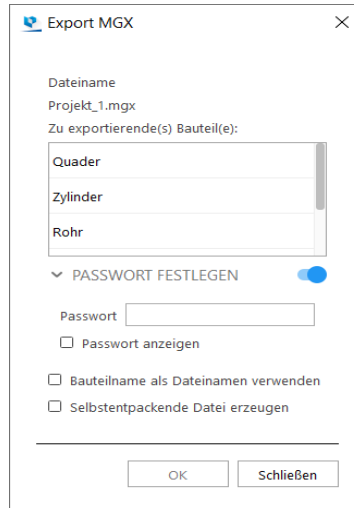 Export MGX
Dateiname
Projekt_1.mgx
Zu exportierende(s) Bauteil(e):
Quader
Zylinder
Rohr
PASSWORT FESTLEGEN
Passwort
Passwort anzeigen
Bauteilname als Dateinamen verwenden
Selbstentpackende Datei erzeugen
OK
Schließen